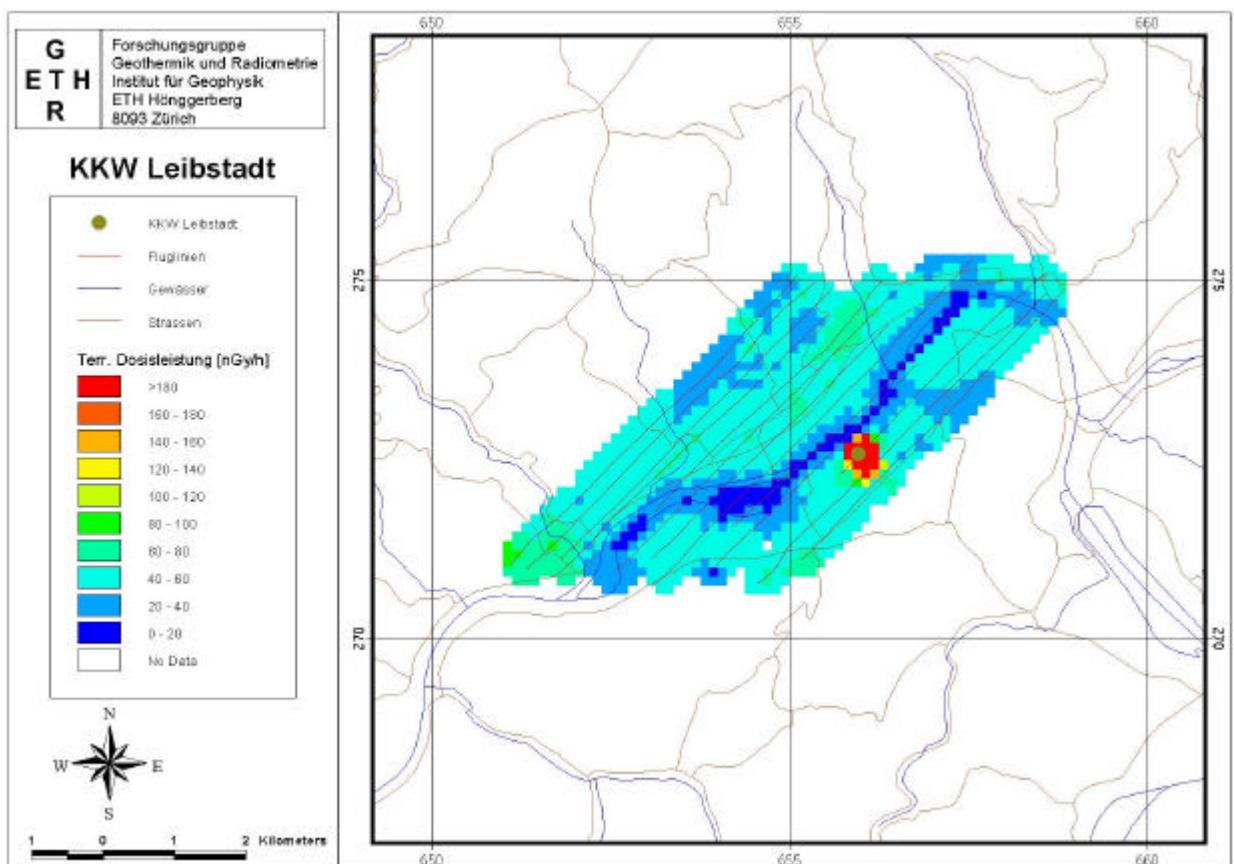 G
E T H
R
Forschungsgruppe
Geothermik und Radiometrie
Institut für Geophysik
ETH Hönggerberg
8093 Zürich
KKW Leibstadt
KKW Leibstadt
Fluglinien
Gewässer
Strassen
Terr. Dosisleistung [nGy/h]
>180
160 - 180
140 - 160
120 - 140
100 - 120
80 - 100
60 - 80
40 - 60
20 - 40
0 - 20
No Data
N
W E
S
1 0 1 2 Kilometers
650 655 660
275 275
270 270
650 655 660